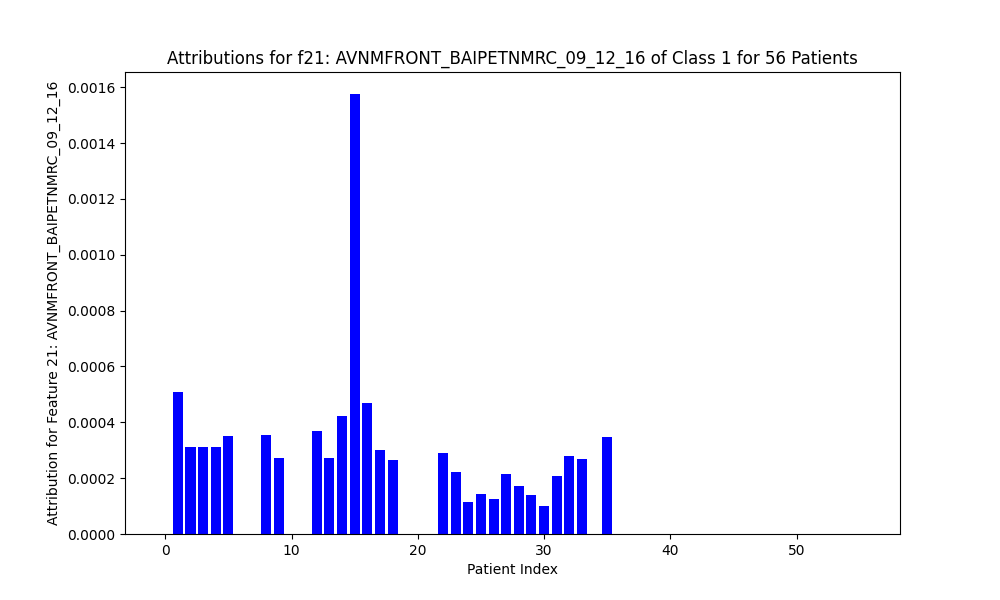 Attributions for f21: AVNMFRONT_BAIPETNMRC_09_12_16 of Class 1 for 56 Patients
Attribution for Feature 21: AVNMFRONT_BAIPETNMRC_09_12_16
0.0016
0.0014
0.0012
0.0010
0.0008
0.0006
0.0004
0.0002
0.0000
0 10 20 30 40 50
Patient Index